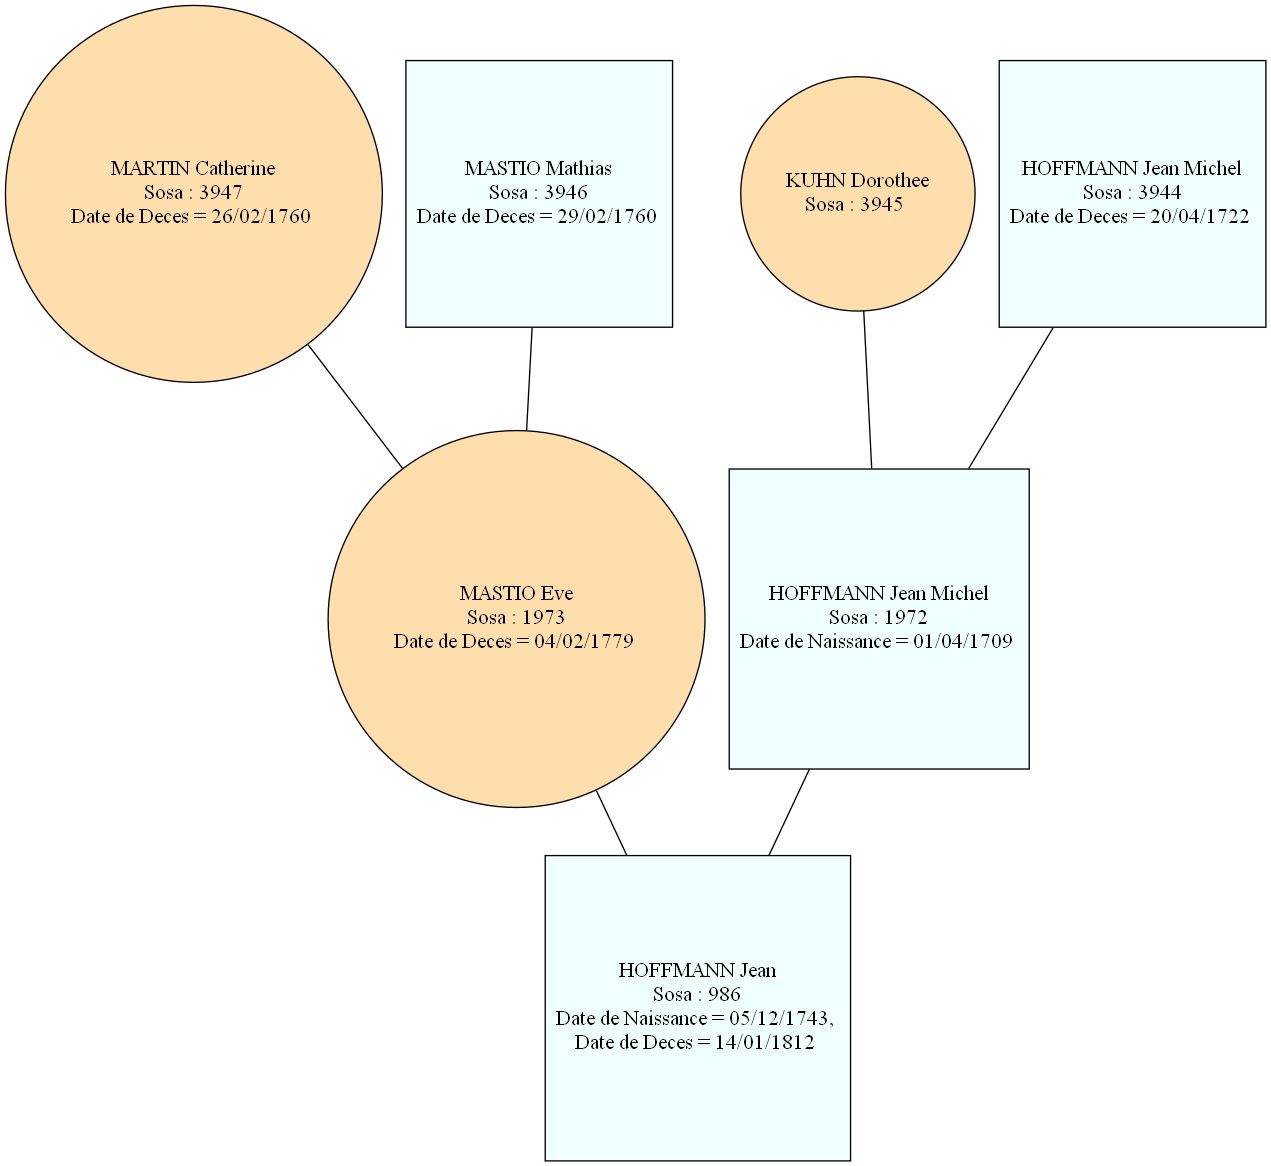 MARTIN Catherine
Sosa : 3947
Date de Deces = 26/02/1760
MASTIO Mathias
Sosa : 3946
Date de Deces = 29/02/1760
KUHN Dorothee
Sosa : 3945
HOFFMANN Jean Michel
Sosa : 3944
Date de Deces = 20/04/1722
MASTIO Eve
Sosa : 1973
Date de Deces = 04/02/1779
HOFFMANN Jean Michel
Sosa : 1972
Date de Naissance = 01/04/1709
HOFFMANN Jean
Sosa : 986
Date de Naissance = 05/12/1743,
Date de Deces = 14/01/1812